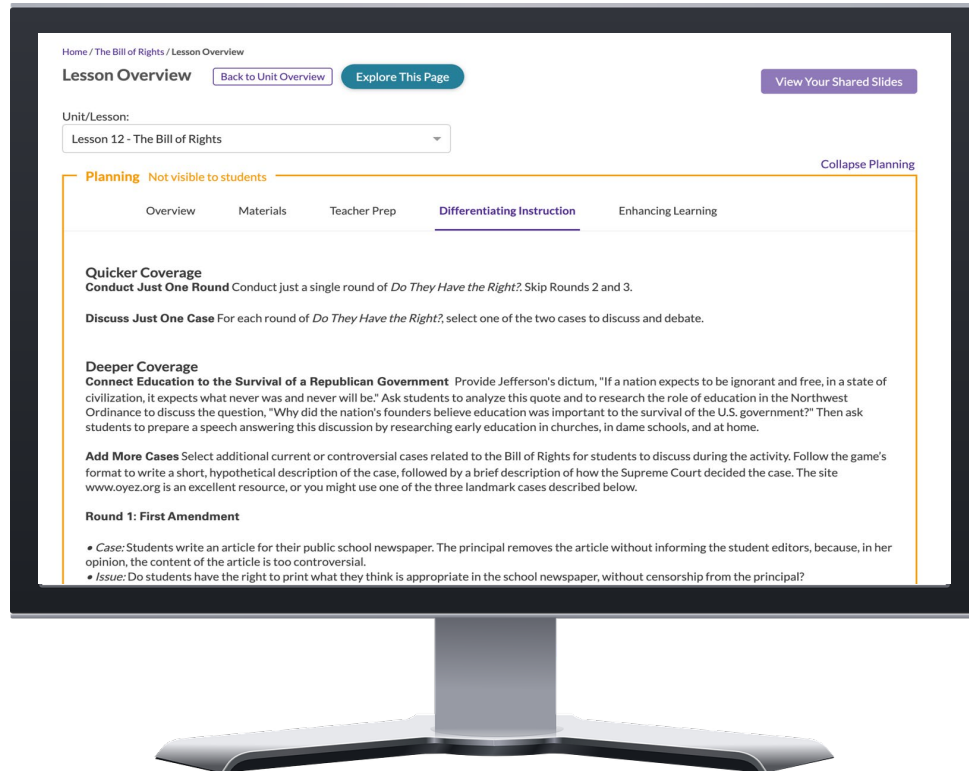 Home / The Bill of Rights / Lesson Overview
Lesson Overview
Back to Unit Overview
Explore This Page
View Your Shared Slides
Unit/Lesson:
Lesson 12 - The Bill of Rights
Collapse Planning
Planning Not visible to students
Overview Materials Teacher Prep Differentiating Instruction Enhancing Learning
Quicker Coverage
Conduct Just One Round Conduct just a single round of Do They Have the Right?. Skip Rounds 2 and 3.
Discuss Just One Case For each round of Do They Have the Right?, select one of the two cases to discuss and debate.
Deeper Coverage
Connect Education to the Survival of a Republican Government Provide Jefferson's dictum, "If a nation expects to be ignorant and free, in a state of
civilization, it expects what never was and never will be." Ask students to analyze this quote and to research the role of education in the Northwest
Ordinance to discuss the question, "Why did the nation's founders believe education was important to the survival of the U.S. government?" Then ask
students to prepare a speech answering this discussion by researching early education in churches, in dame schools, and at home.
Add More Cases Select additional current or controversial cases related to the Bill of Rights for students to discuss during the activity. Follow the game's
format to write a short, hypothetical description of the case, followed by a brief description of how the Supreme Court decided the case. The site
www.oyez.org is an excellent resource, or you might use one of the three landmark cases described below.
Round 1: First Amendment
• Case: Students write an article for their public school newspaper. The principal removes the article without informing the student editors, because, in her
opinion, the content of the article is too controversial.
• Issue: Do students have the right to print what they think is appropriate in the school newspaper, without censorship from the principal?